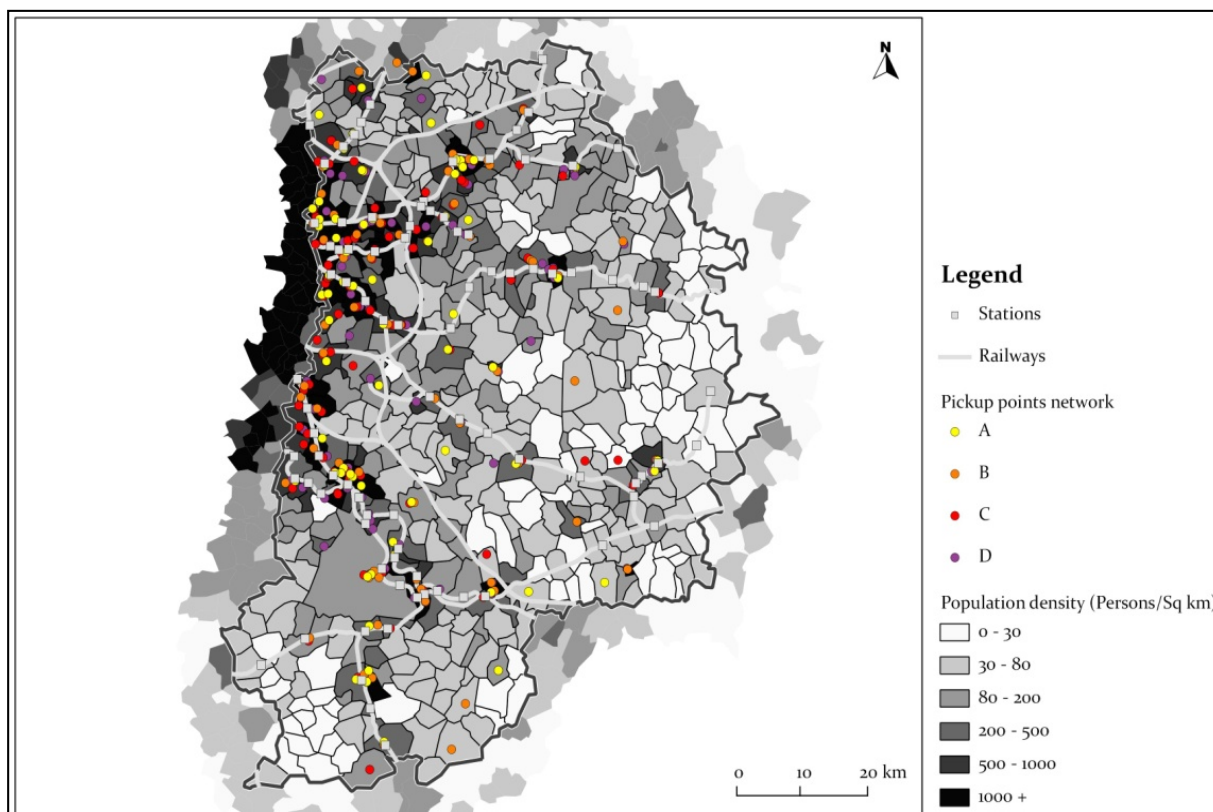 N
Legend
Stations
Railways
Pickup points network
A
B
C
D
Population density (Persons/Sq km)
0 - 30
30 - 80
80 - 200
200 - 500
500 - 1000
1000 +
0 10 20 km